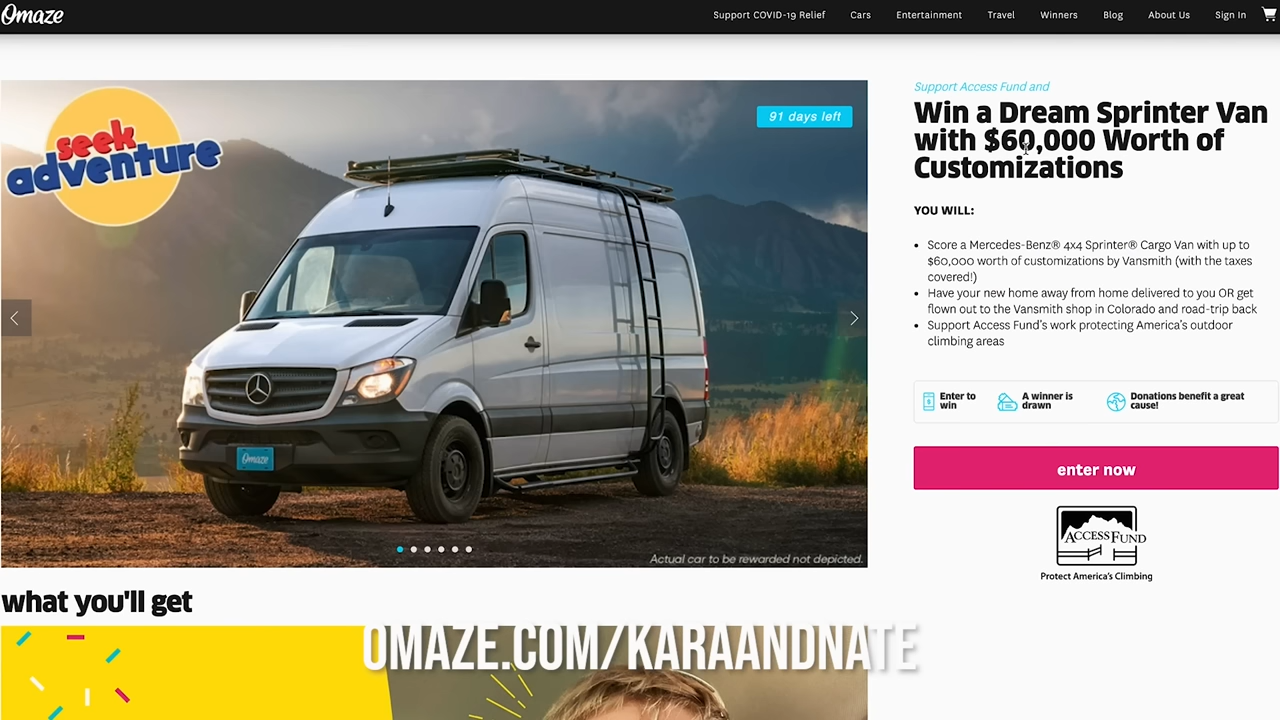 Omaze
Support COVID-19 Relief Cars Entertainment Travel Winners Blog About Us Sign In
seek
adventure
91 days left
Omaze
Actual car to be rewarded not depicted.
Support Access Fund and
Win a Dream Sprinter Van
with $60,000 Worth of
Customizations
YOU WILL:
• Score a Mercedes-Benz® 4x4 Sprinter® Cargo Van with up to
$60,000 worth of customizations by Vansmith (with the taxes
covered!)
• Have your new home away from home delivered to you OR get
flown out to the Vansmith shop in Colorado and road-trip back
• Support Access Fund's work protecting America's outdoor
climbing areas
Enter to
win
A winner is
drawn
Donations benefit a great
cause!
enter now
ACCESS FUND
Protect America's Climbing
what you'll get
OMAZE.COM/KARAANDNATE